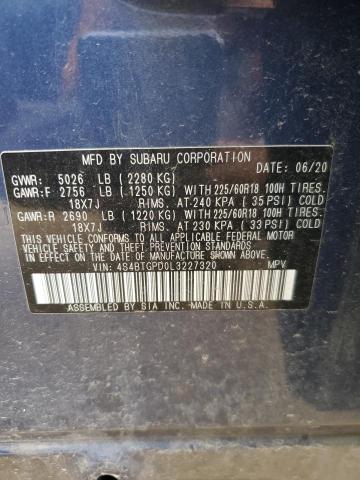 MFD BY SUBARU CORPORATION
DATE: 06/20
GVWR: 5026 LB (2280 KG)
GAWR:F 2756 LB (1250 KG) WITH 225/60R18 100H TIRES.
18X7J RIMS. AT 240 KPA ( 35 PSI) COLD
GAWR:R 2690 LB (1220 KG) WITH 225/60R18 100H TIRES.
18X7J RIMS. AT 230 KPA ( 33 PSI) COLD
THIS VEHICLE CONFORMS TO ALL APPLICABLE FEDERAL MOTOR
VEHICLE SAFETY AND THEFT PREVENTION STANDARDS IN EFFECT
ON THE DATE OF MANUFACTURE SHOWN ABOVE.
VIN: 4S4BTGPD0L3227320 MPV
ASSEMBLED BY SIA INC. MADE IN U.S.A.